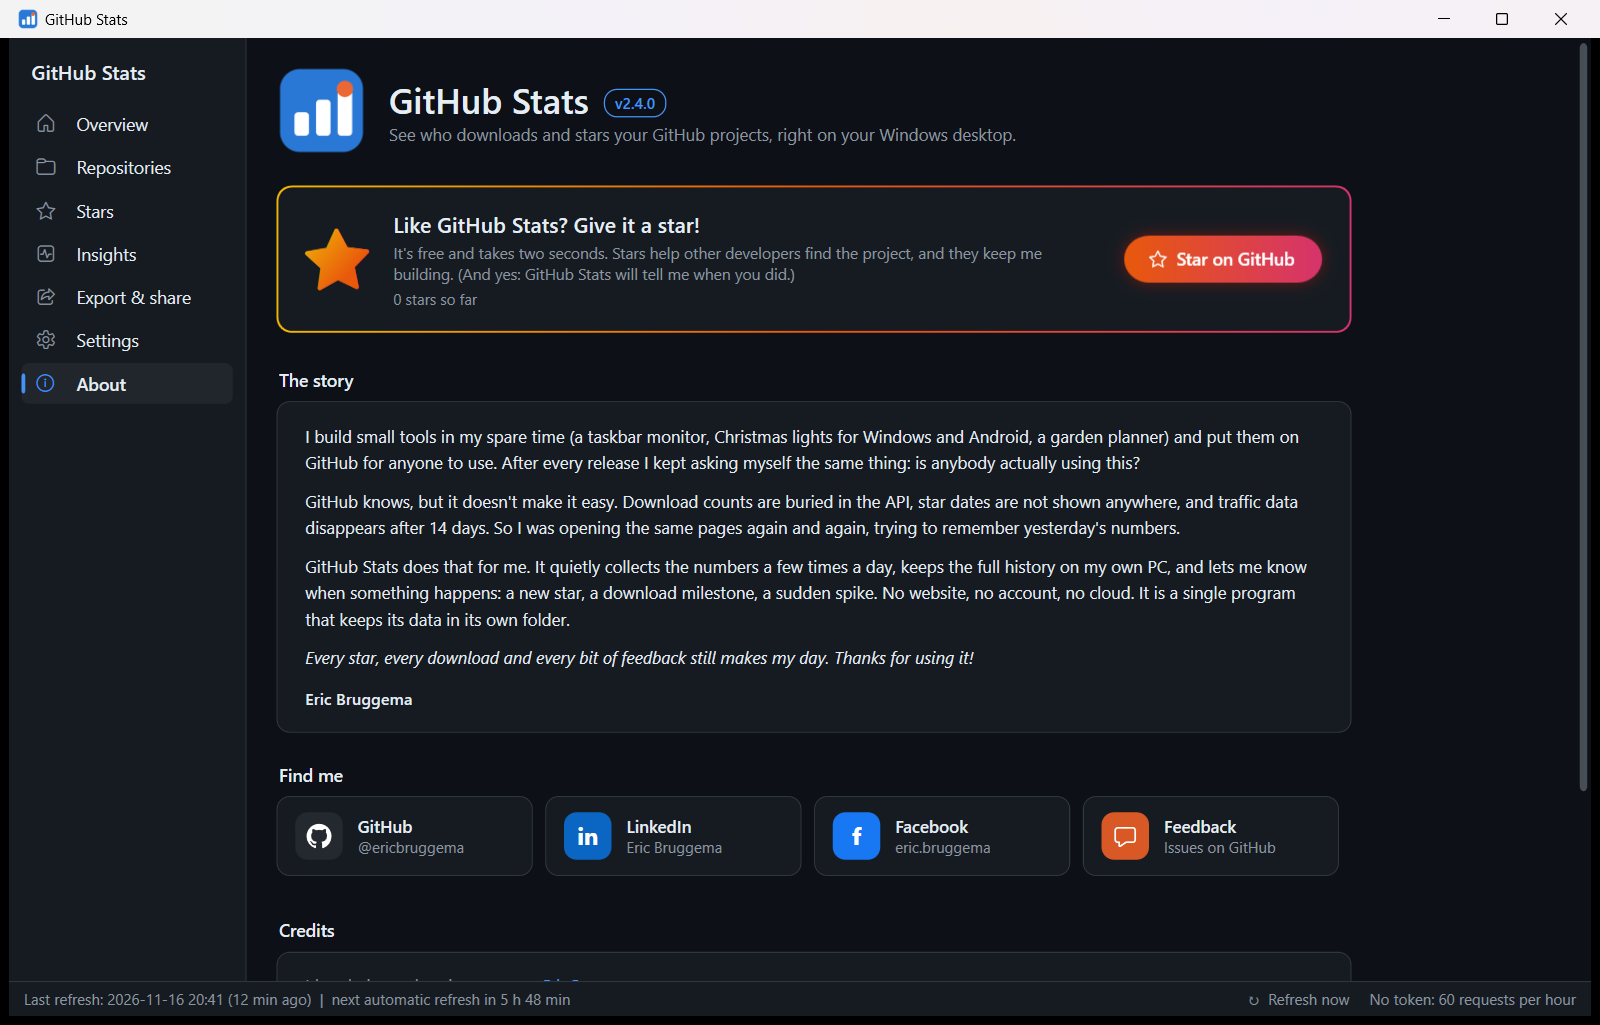 GitHub Stats
GitHub Stats
Overview
Repositories
Stars
Insights
Export & share
Settings
About
GitHub Stats v2.4.0
See who downloads and stars your GitHub projects, right on your Windows desktop.
Like GitHub Stats? Give it a star!
It's free and takes two seconds. Stars help other developers find the project, and they keep me
building. (And yes: GitHub Stats will tell me when you did.)
0 stars so far
Star on GitHub
The story
I build small tools in my spare time (a taskbar monitor, Christmas lights for Windows and Android, a garden planner) and put them on
GitHub for anyone to use. After every release I kept asking myself the same thing: is anybody actually using this?
GitHub knows, but it doesn't make it easy. Download counts are buried in the API, star dates are not shown anywhere, and traffic data
disappears after 14 days. So I was opening the same pages again and again, trying to remember yesterday's numbers.
GitHub Stats does that for me. It quietly collects the numbers a few times a day, keeps the full history on my own PC, and lets me know
when something happens: a new star, a download milestone, a sudden spike. No website, no account, no cloud. It is a single program
that keeps its data in its own folder.
Every star, every download and every bit of feedback still makes my day. Thanks for using it!
Eric Bruggema
Find me
GitHub
@ericbruggema
LinkedIn
Eric Bruggema
Facebook
eric.bruggema
Feedback
Issues on GitHub
Credits
Last refresh: 2026-11-16 20:41 (12 min ago) | next automatic refresh in 5 h 48 min
Refresh now
No token: 60 requests per hour